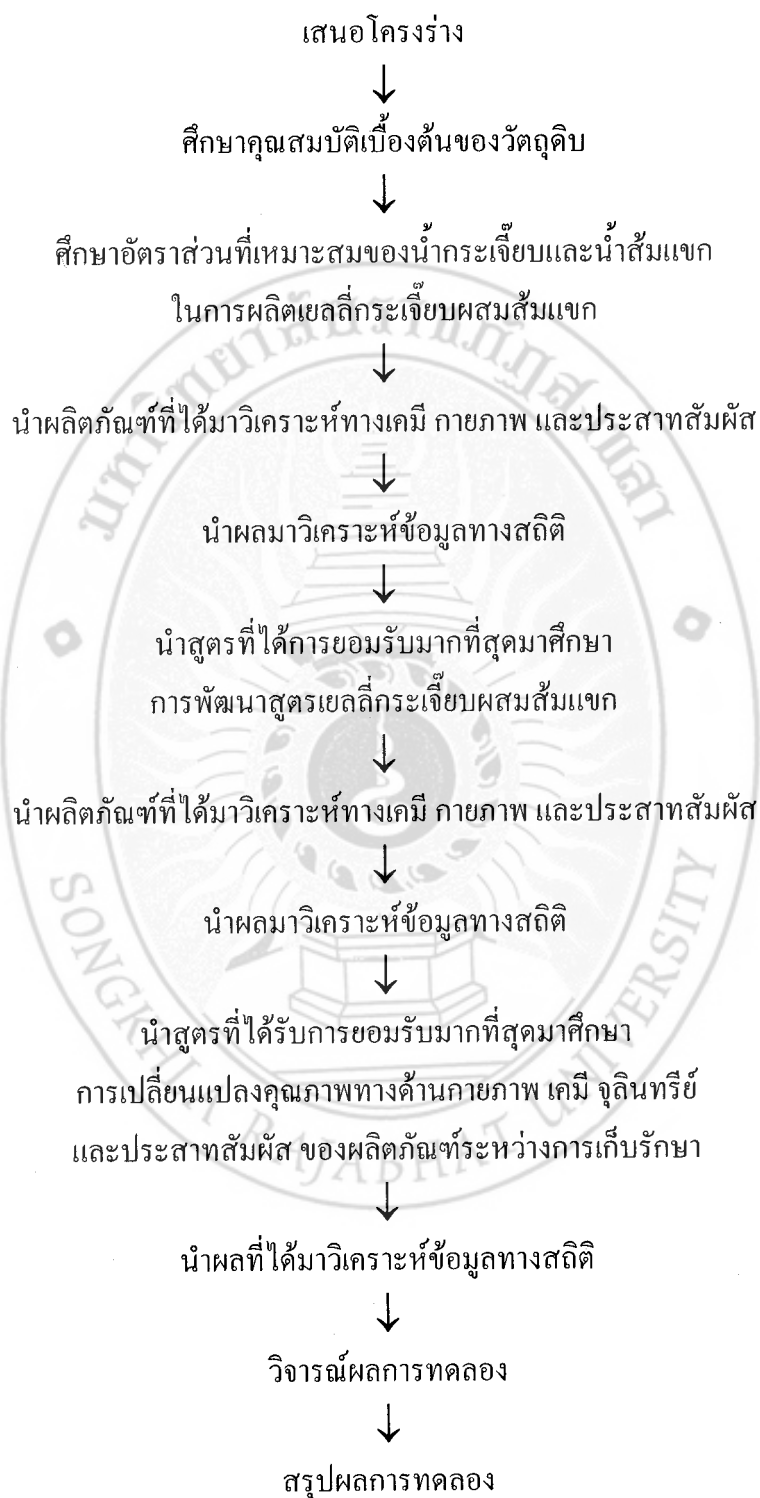 เสนอโครงร่าง
↓
ศึกษาคุณสมบัติเบื้องต้นของวัตถุดิบ
↓
ศึกษาอัตราส่วนที่เหมาะสมของน้ำกระเจี๊ยบและน้ำส้มแขก
ในการผลิตเยลลี่กระเจี๊ยบผสมส้มแขก
↓
นำผลิตภัณฑ์ที่ได้มาวิเคราะห์ทางเคมี กายภาพ และประสาทสัมผัส
↓
นำผลมาวิเคราะห์ข้อมูลทางสถิติ
↓
นำสูตรที่ได้การยอมรับมากที่สุดมาศึกษา
การพัฒนาสูตรเยลลี่กระเจี๊ยบผสมส้มแขก
↓
นำผลิตภัณฑ์ที่ได้มาวิเคราะห์ทางเคมี กายภาพ และประสาทสัมผัส
↓
นำผลมาวิเคราะห์ข้อมูลทางสถิติ
↓
นำสูตรที่ได้รับการยอมรับมากที่สุดมาศึกษา
การเปลี่ยนแปลงคุณภาพทางด้านกายภาพ เคมี จุลินทรีย์
และประสาทสัมผัส ของผลิตภัณฑ์ระหว่างการเก็บรักษา
↓
นำผลที่ได้มาวิเคราะห์ข้อมูลทางสถิติ
↓
วิจารณ์ผลการทดลอง
↓
สรุปผลการทดลอง
มหาวิทยาลัยราชภัฏสงขลา
SONGKHLA RAJABHAT UNIVERSITY